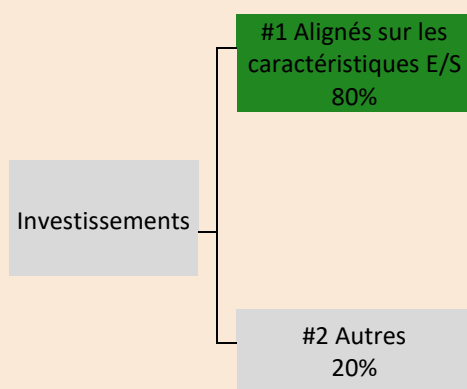 #1 Alignés sur les
caractéristiques E/S
80%
Investissements
#2 Autres
20%